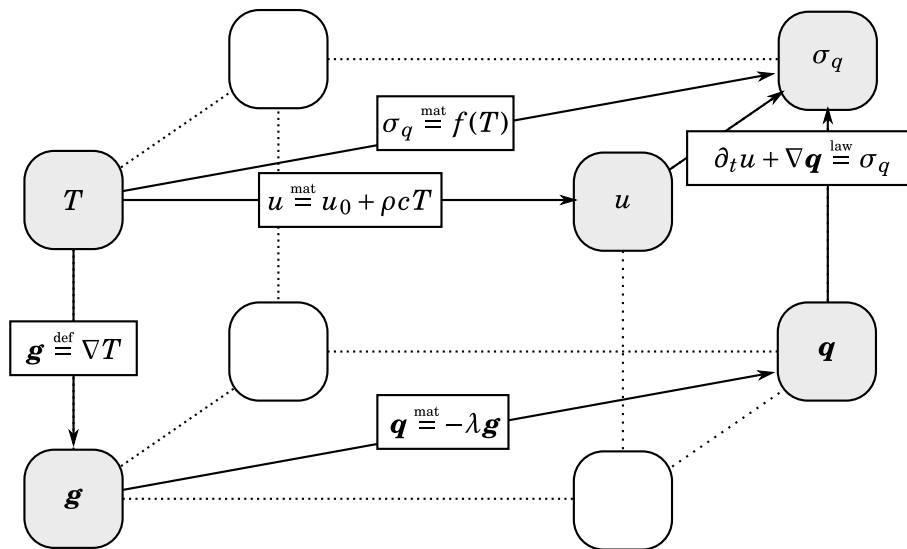 σ_q
σ_q mat= f(T)
∂_t u + ∇𝒒 law= σ_q
T
u mat= u_0 + ρcT
u
𝒈 def= ∇T
𝒒
𝒒 mat= −λ𝒈
𝒈